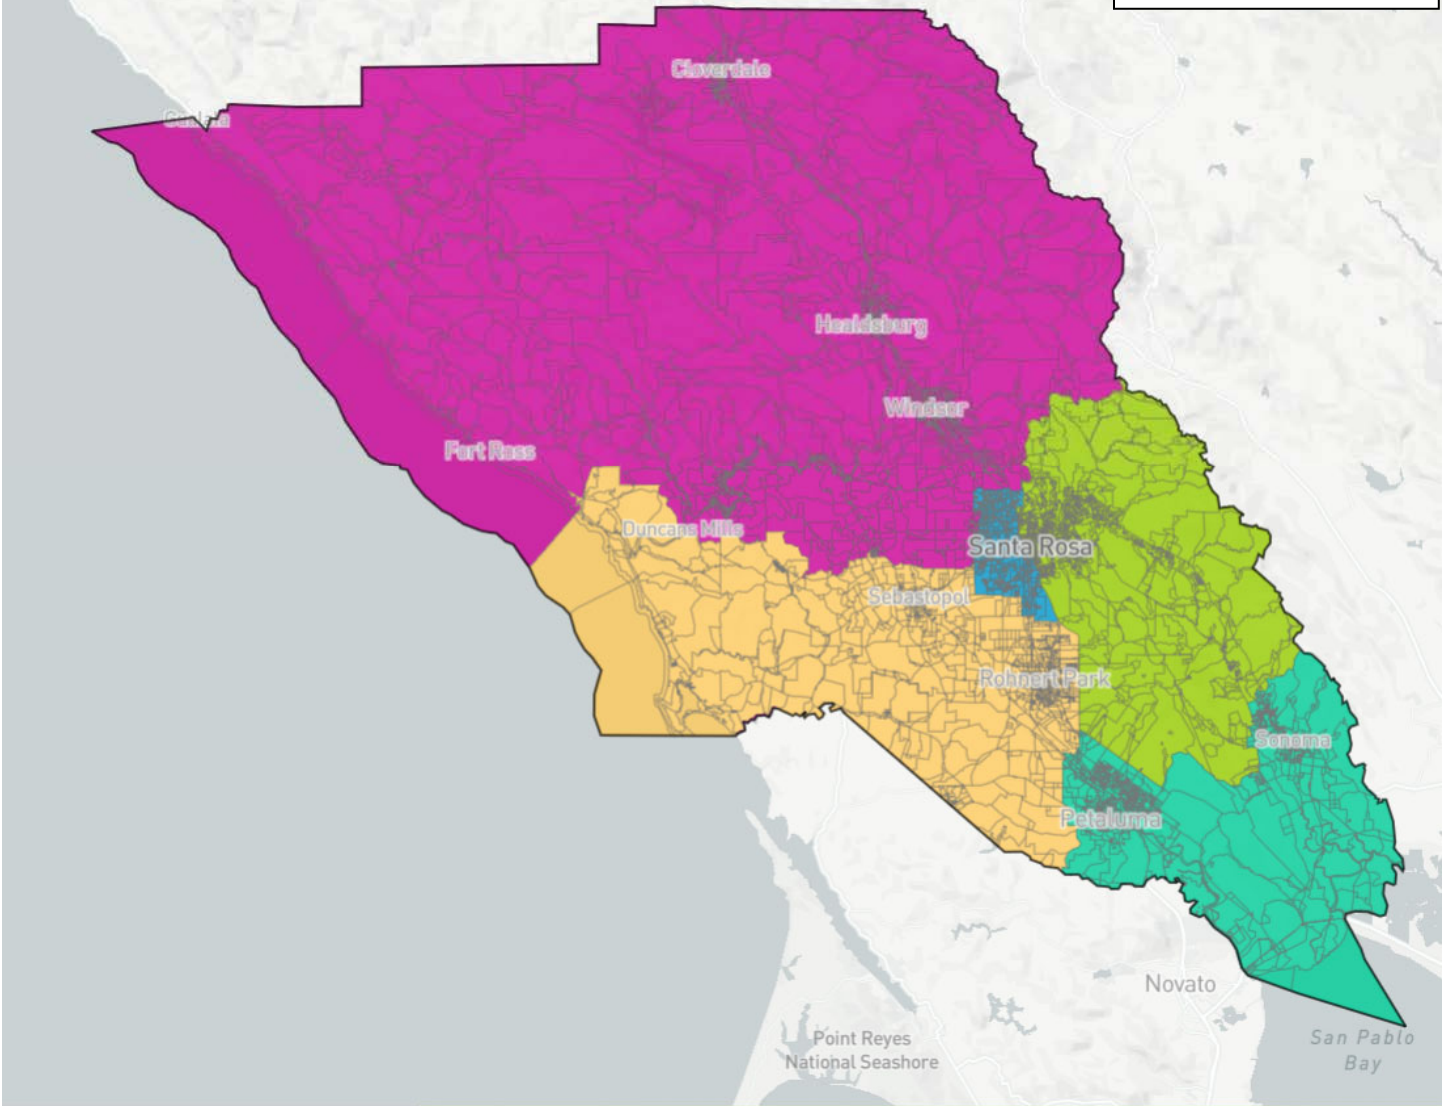 Cloverdale
Gualala
Healdsburg
Windsor
Fort Ross
Duncans Mills
Santa Rosa
Sebastopol
Rohnert Park
Sonoma
Petaluma
Novato
Point Reyes
National Seashore
San Pablo
Bay